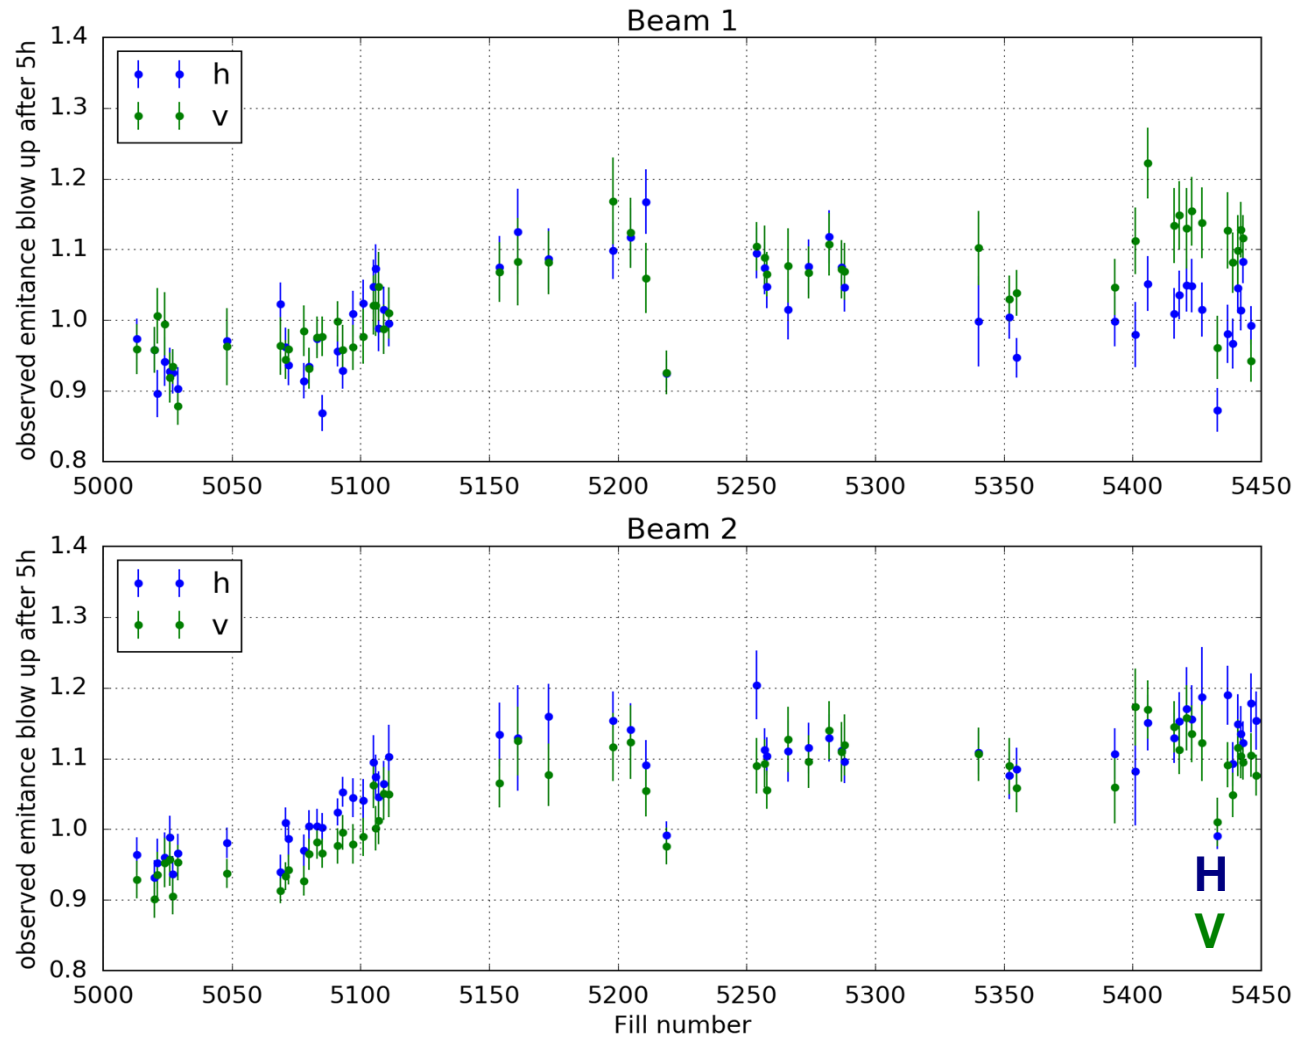 Beam 1
observed emitance blow up after 5h
1.4
1.3
1.2
1.1
1.0
0.9
0.8
h
v
5000 5050 5100 5150 5200 5250 5300 5350 5400 5450
Beam 2
observed emitance blow up after 5h
1.4
1.3
1.2
1.1
1.0
0.9
0.8
h
v
H
V
5000 5050 5100 5150 5200 5250 5300 5350 5400 5450
Fill number